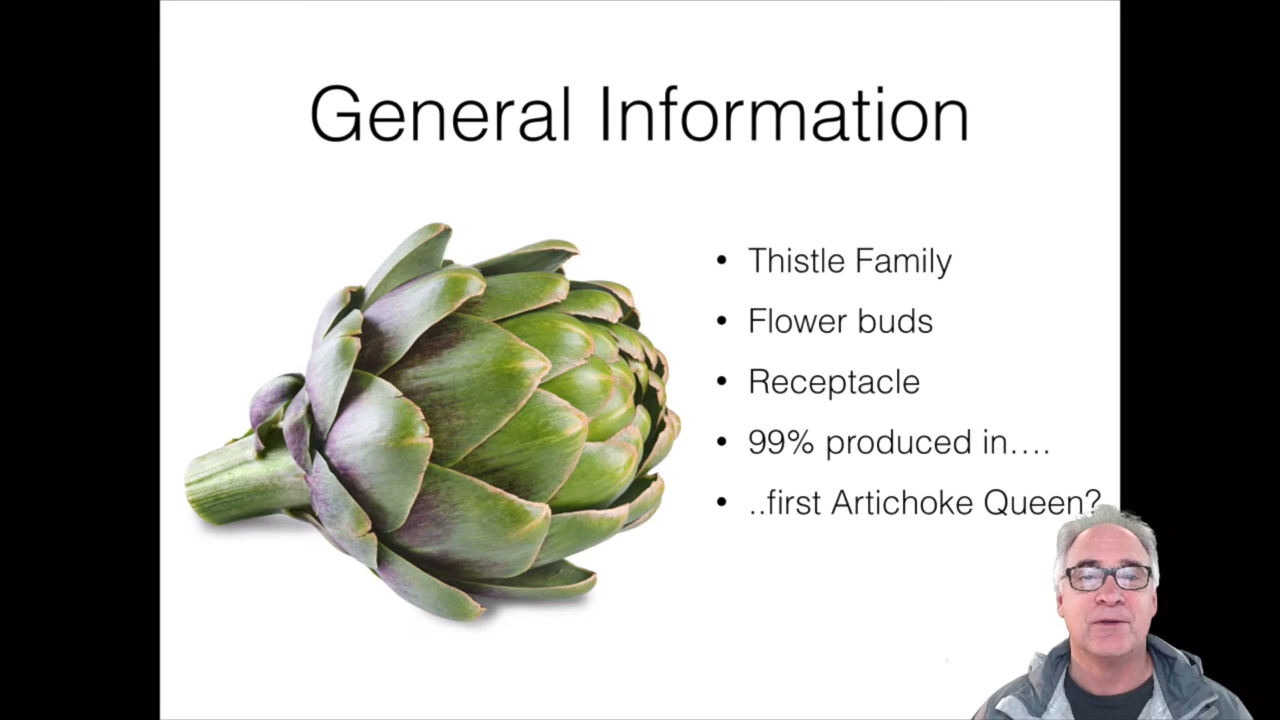 General Information
• Thistle Family
• Flower buds
• Receptacle
• 99% produced in....
• ..first Artichoke Queen?